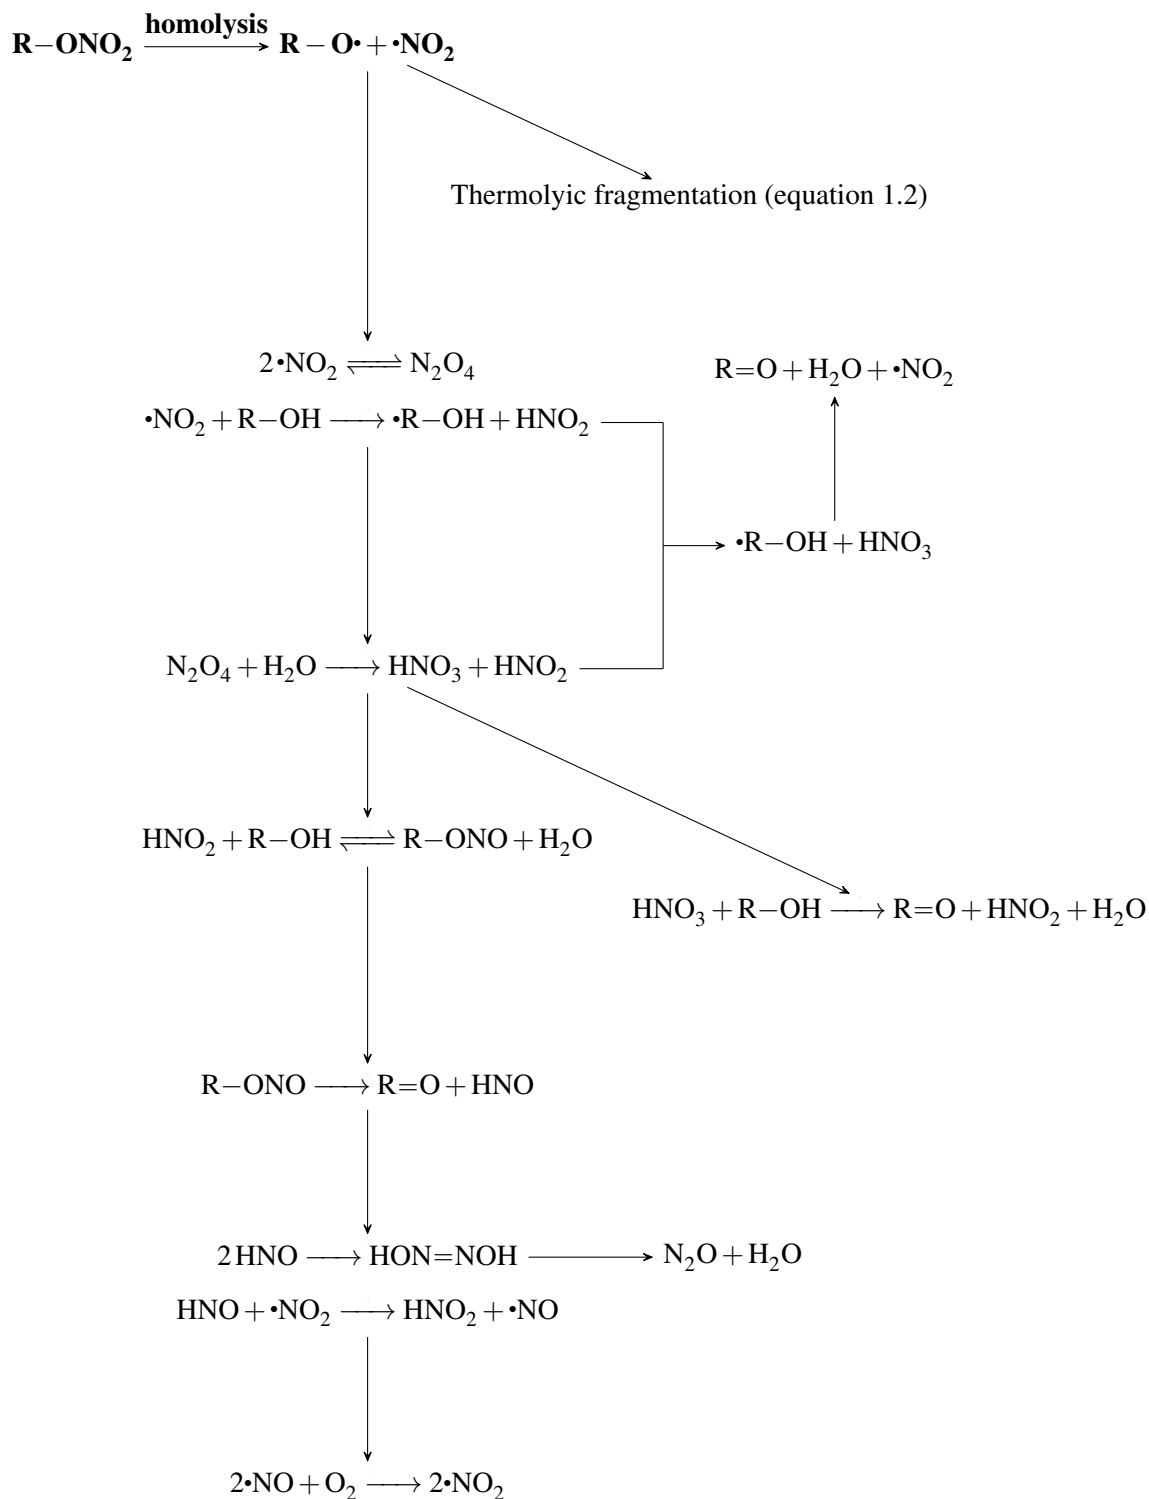 homolysis
R−ONO₂ ⟶ R − O• + •NO₂
Thermolyic fragmentation (equation 1.2)
2•NO₂ ⇌ N₂O₄
R=O + H₂O + •NO₂
•NO₂ + R−OH ⟶ •R−OH + HNO₂
•R−OH + HNO₃
N₂O₄ + H₂O ⟶ HNO₃ + HNO₂
HNO₂ + R−OH ⇌ R−ONO + H₂O
HNO₃ + R−OH ⟶ R=O + HNO₂ + H₂O
R−ONO ⟶ R=O + HNO
2 HNO ⟶ HON=NOH ⟶ N₂O + H₂O
HNO + •NO₂ ⟶ HNO₂ + •NO
2•NO + O₂ ⟶ 2•NO₂